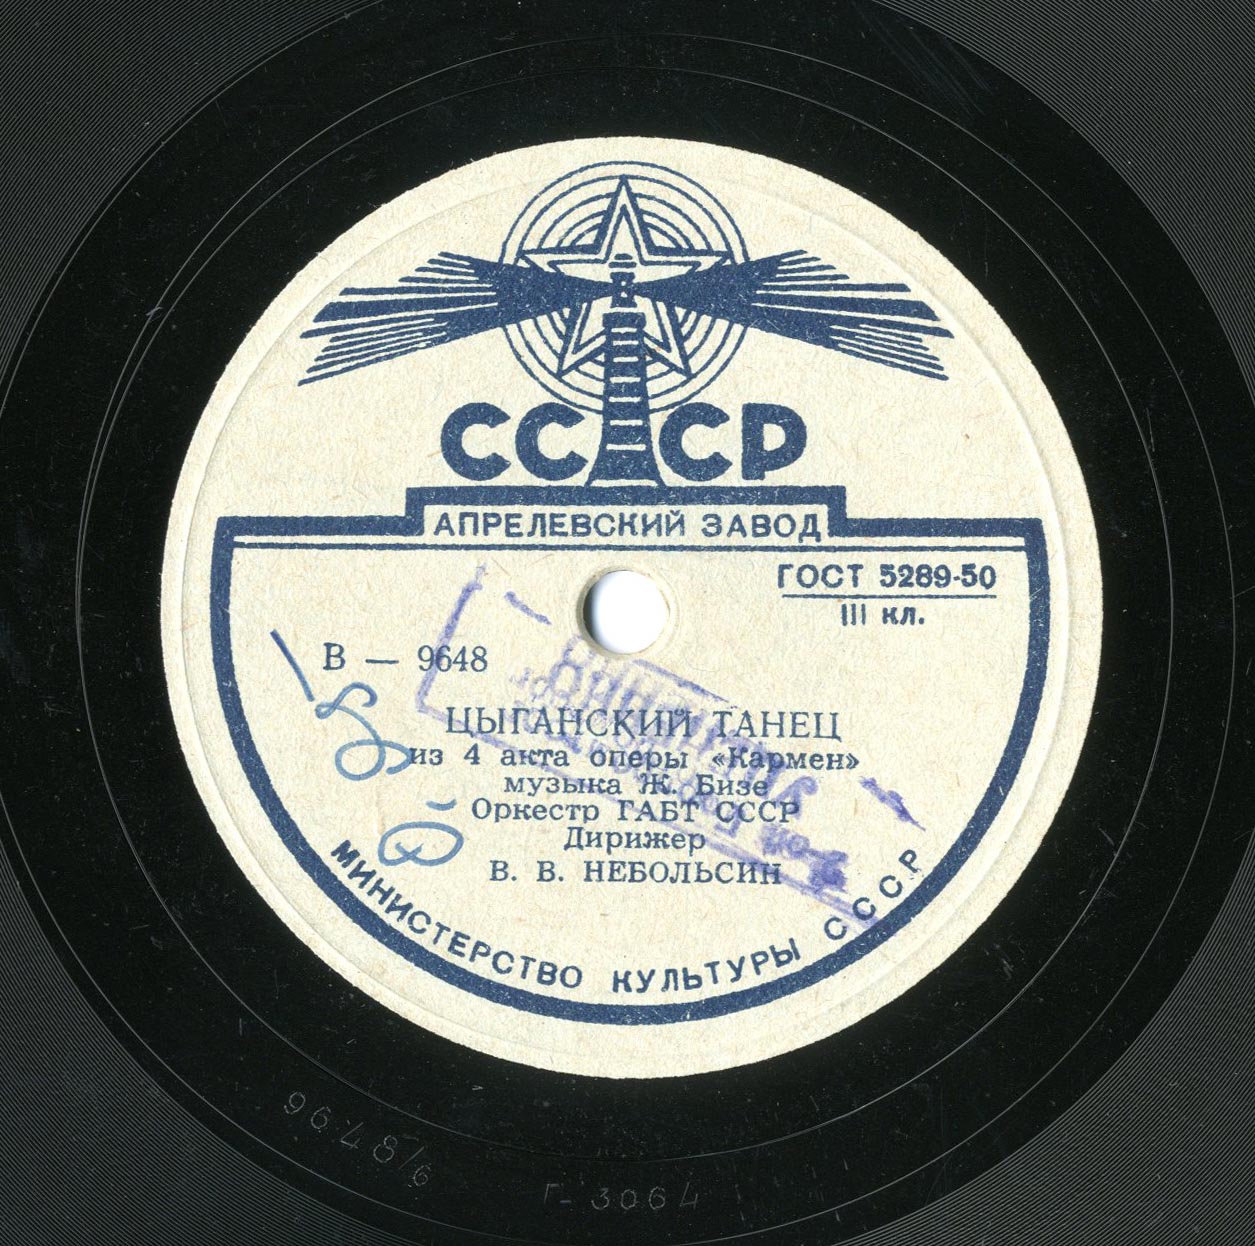 СССР
АПРЕЛЕВСКИЙ ЗАВОД
ГОСТ 5289-50
III кл.
В — 9648
ЦЫГАНСКИЙ ТАНЕЦ
из 4 акта оперы «Кармен»
музыка Ж. Бизе
Оркестр ГАБТ СССР
Дирижер
В. В. НЕБОЛЬСИН
МИНИСТЕРСТВО КУЛЬТУРЫ СССР
9648/6
Г- 3064